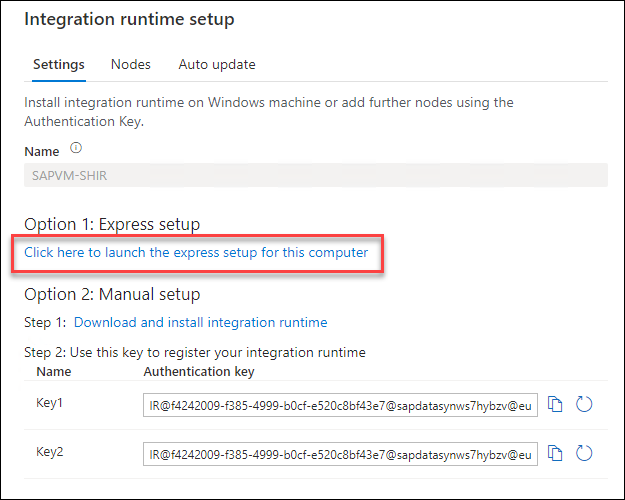 Integration runtime setup
Settings Nodes Auto update
Install integration runtime on Windows machine or add further nodes using the
Authentication Key.
Name
SAPVM-SHIR
Option 1: Express setup
Click here to launch the express setup for this computer
Option 2: Manual setup
Step 1: Download and install integration runtime
Step 2: Use this key to register your integration runtime
Name Authentication key
Key1 IR@f4242009-f385-4999-b0cf-e520c8bf43e7@sapdatasynws7hybzv@eu
Key2 IR@f4242009-f385-4999-b0cf-e520c8bf43e7@sapdatasynws7hybzv@eu